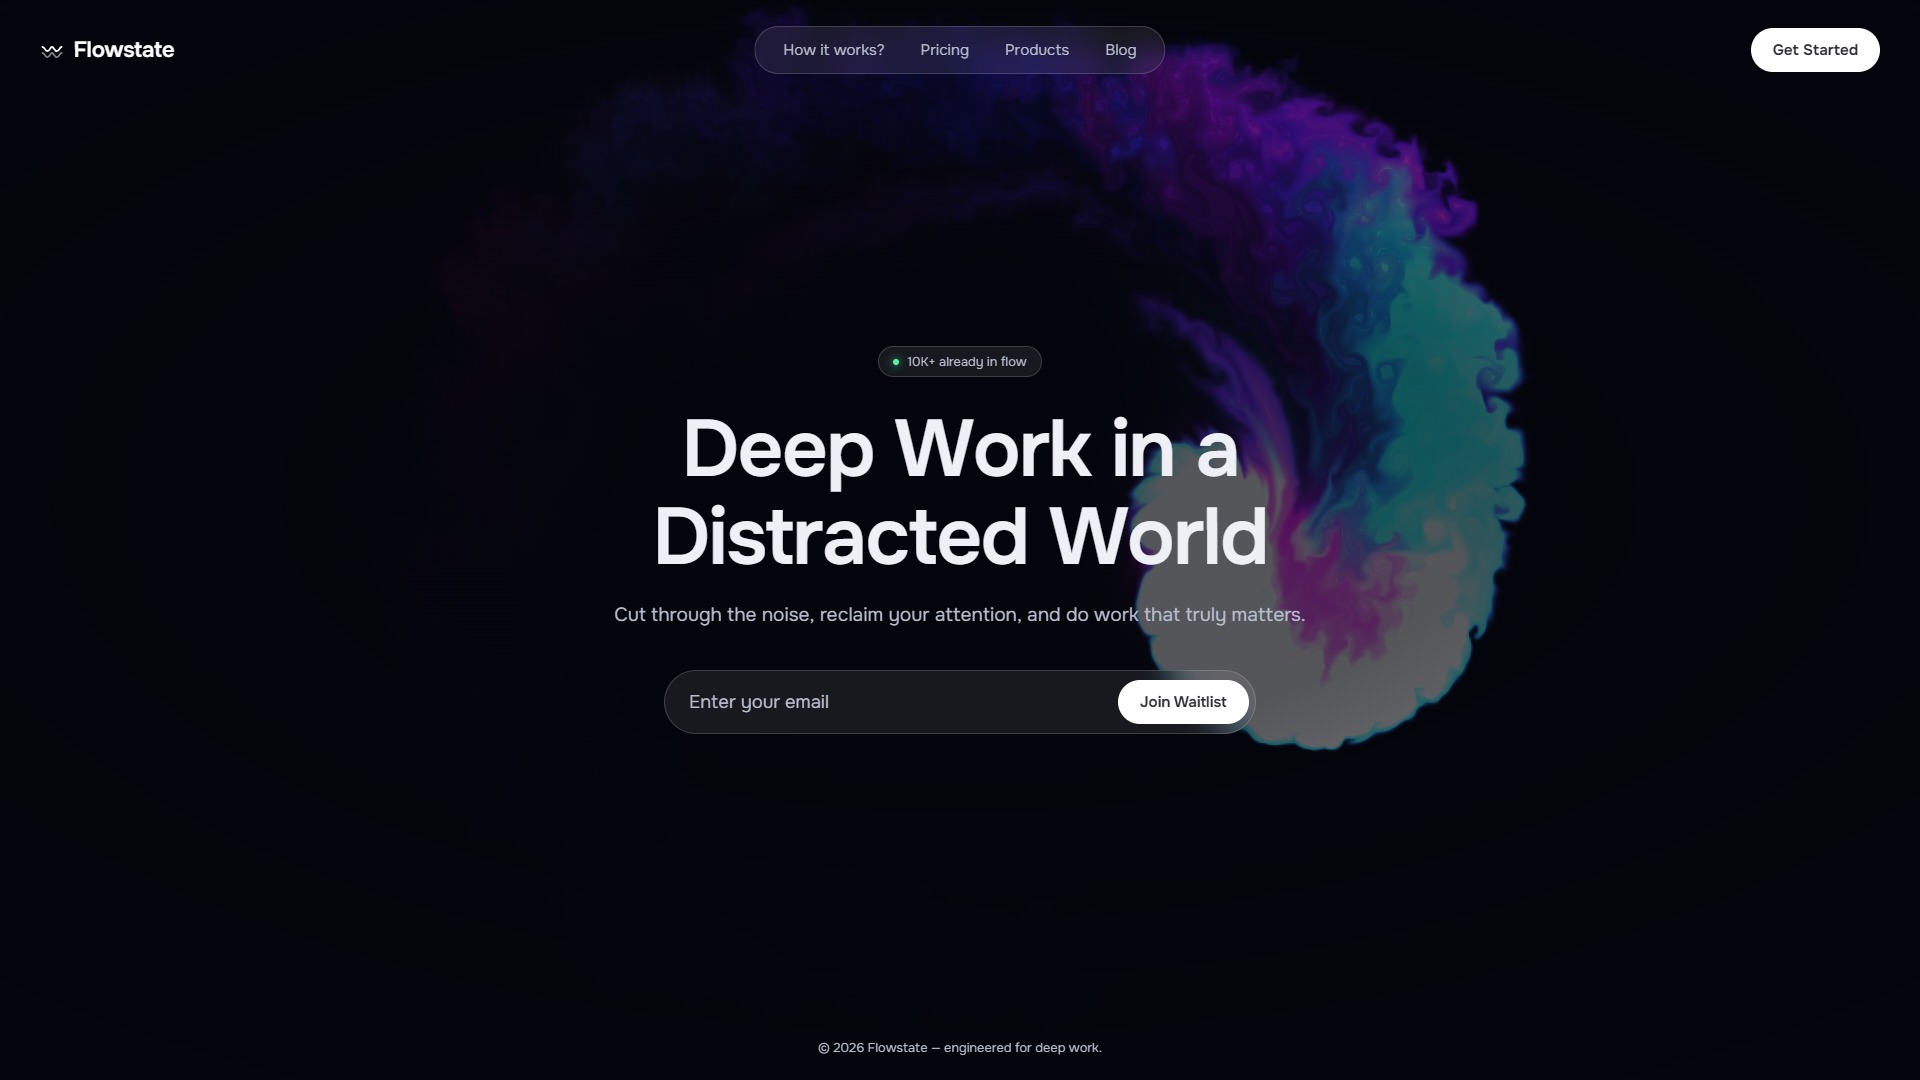 Flowstate
How it works?
Pricing
Products
Blog
Get Started
10K+ already in flow
Deep Work in a
Distracted World
Cut through the noise, reclaim your attention, and do work that truly matters.
Enter your email
Join Waitlist
© 2026 Flowstate — engineered for deep work.